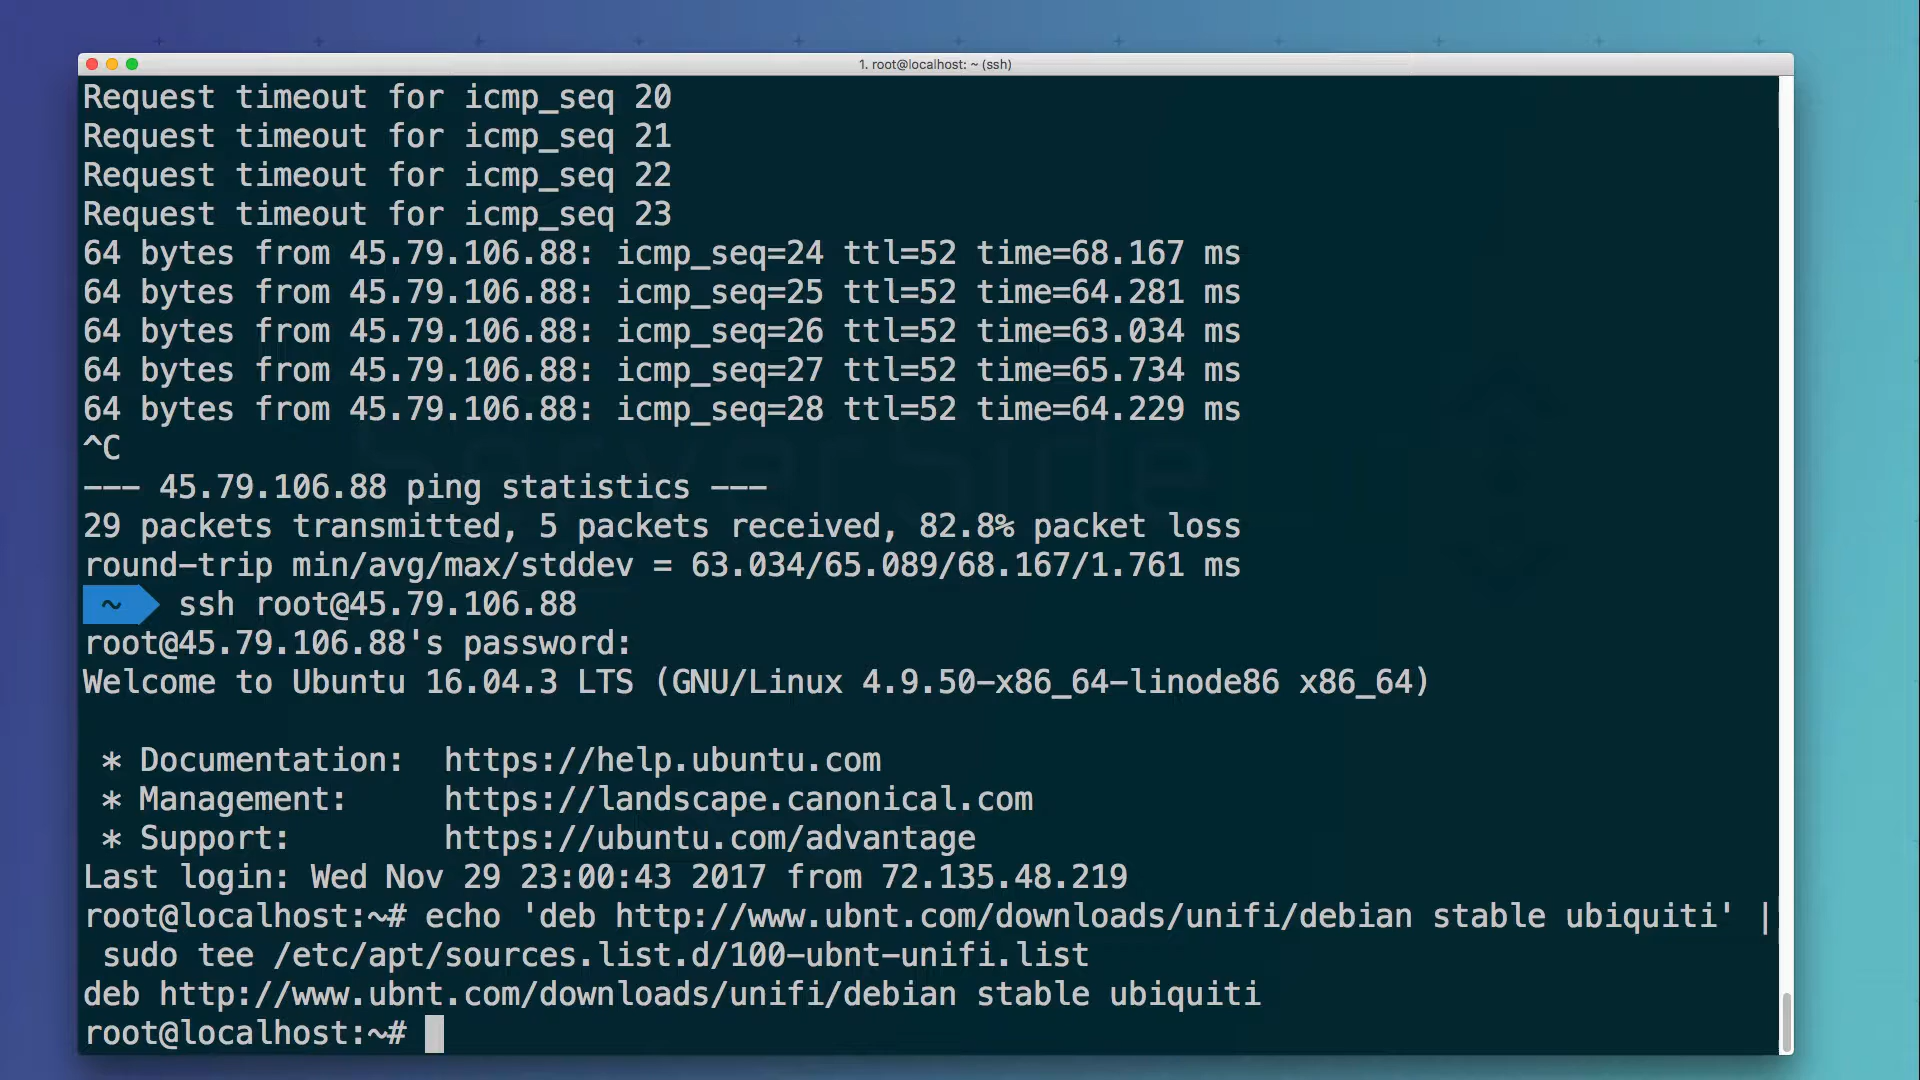 1. root@localhost: ~ (ssh)
Request timeout for icmp_seq 20
Request timeout for icmp_seq 21
Request timeout for icmp_seq 22
Request timeout for icmp_seq 23
64 bytes from 45.79.106.88: icmp_seq=24 ttl=52 time=68.167 ms
64 bytes from 45.79.106.88: icmp_seq=25 ttl=52 time=64.281 ms
64 bytes from 45.79.106.88: icmp_seq=26 ttl=52 time=63.034 ms
64 bytes from 45.79.106.88: icmp_seq=27 ttl=52 time=65.734 ms
64 bytes from 45.79.106.88: icmp_seq=28 ttl=52 time=64.229 ms
^C
--- 45.79.106.88 ping statistics ---
29 packets transmitted, 5 packets received, 82.8% packet loss
round-trip min/avg/max/stddev = 63.034/65.089/68.167/1.761 ms
~ ssh root@45.79.106.88
root@45.79.106.88's password:
Welcome to Ubuntu 16.04.3 LTS (GNU/Linux 4.9.50-x86_64-linode86 x86_64)
* Documentation: https://help.ubuntu.com
* Management: https://landscape.canonical.com
* Support: https://ubuntu.com/advantage
Last login: Wed Nov 29 23:00:43 2017 from 72.135.48.219
root@localhost:~# echo 'deb http://www.ubnt.com/downloads/unifi/debian stable ubiquiti' |
sudo tee /etc/apt/sources.list.d/100-ubnt-unifi.list
deb http://www.ubnt.com/downloads/unifi/debian stable ubiquiti
root@localhost:~#